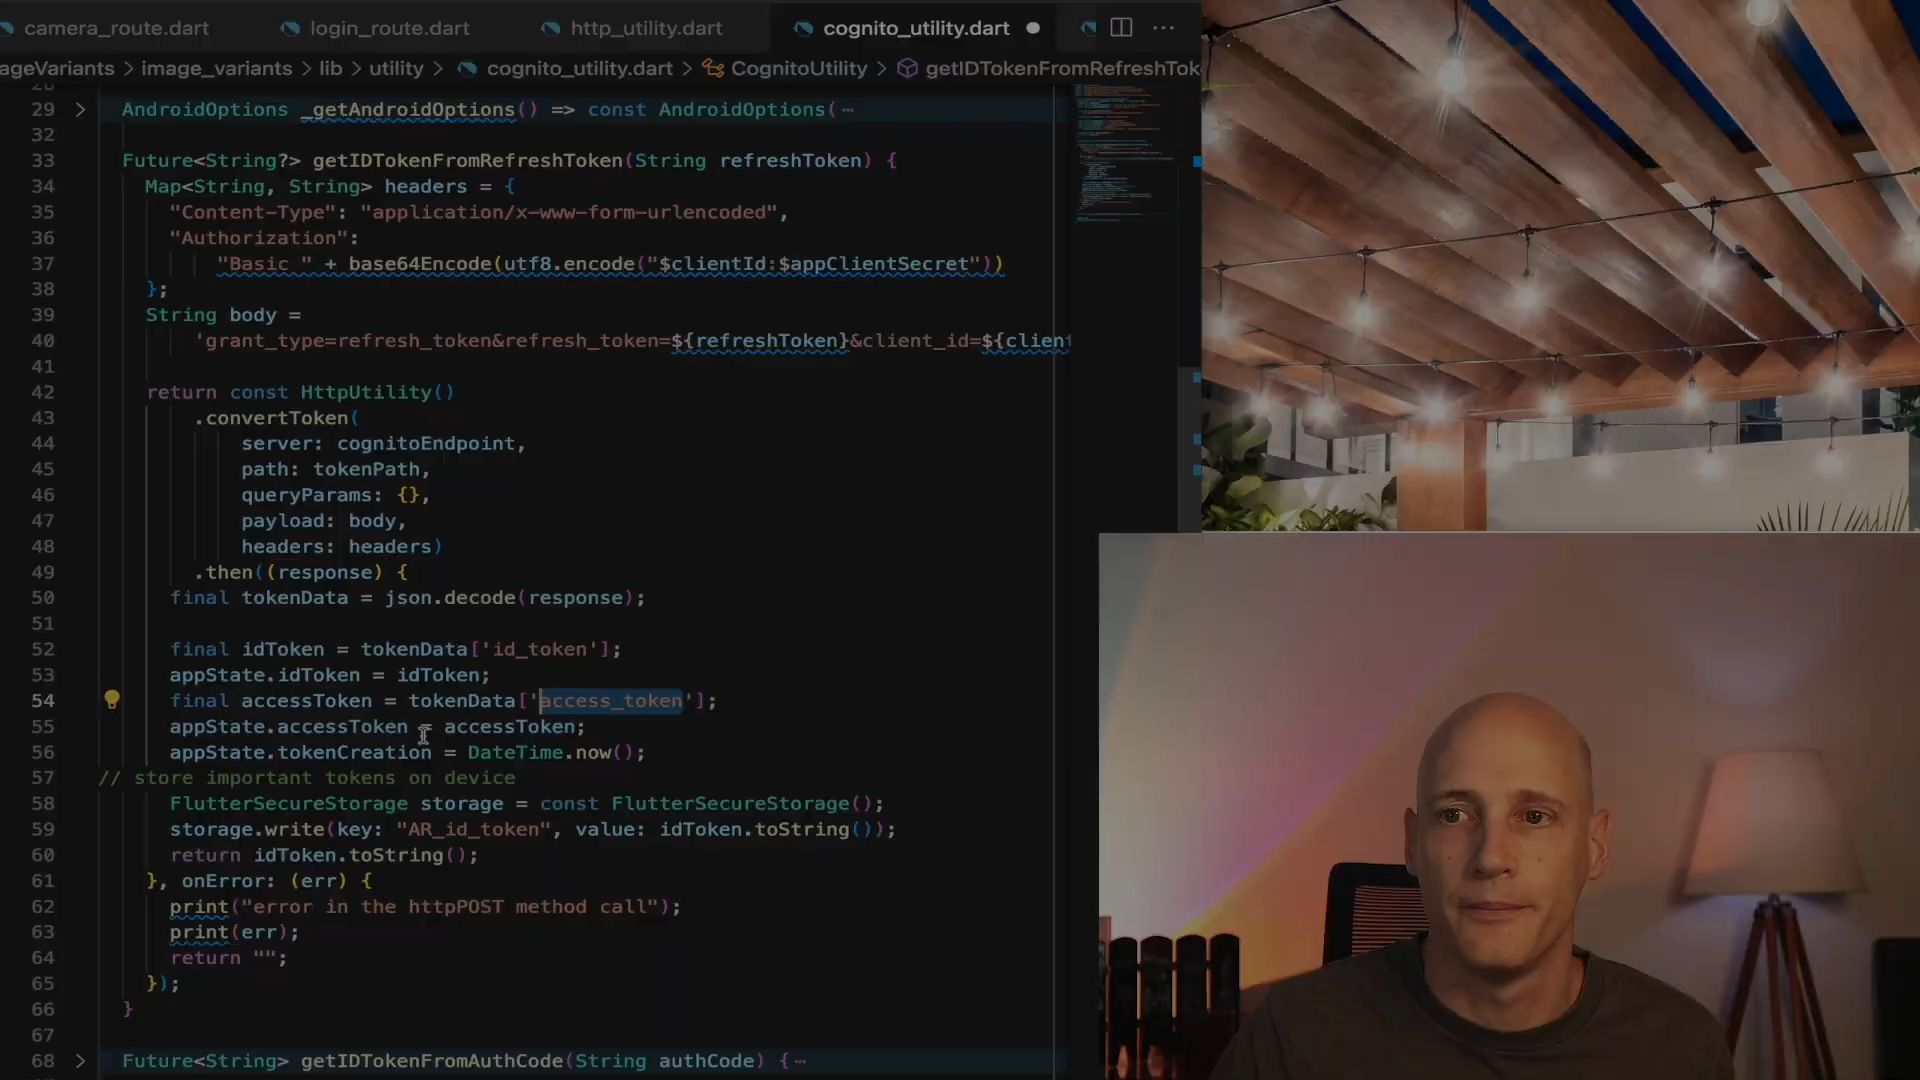 camera_route.dart login_route.dart http_utility.dart cognito_utility.dart
ageVariants > image_variants > lib > utility > cognito_utility.dart > CognitoUtility > getIDTokenFromRefreshTok
29 AndroidOptions _getAndroidOptions() => const AndroidOptions(
32
33 Future<String?> getIDTokenFromRefreshToken(String refreshToken) {
34 Map<String, String> headers = {
35 "Content-Type": "application/x-www-form-urlencoded",
36 "Authorization":
37 "Basic " + base64Encode(utf8.encode("$clientId:$appClientSecret"))
38 };
39 String body =
40 'grant_type=refresh_token&refresh_token=${refreshToken}&client_id=${client
41
42 return const HttpUtility()
43 .convertToken(
44 server: cognitoEndpoint,
45 path: tokenPath,
46 queryParams: {},
47 payload: body,
48 headers: headers)
49 .then((response) {
50 final tokenData = json.decode(response);
51
52 final idToken = tokenData['id_token'];
53 appState.idToken = idToken;
54 final accessToken = tokenData['access_token'];
55 appState.accessToken = accessToken;
56 appState.tokenCreation = DateTime.now();
57 // store important tokens on device
58 FlutterSecureStorage storage = const FlutterSecureStorage();
59 storage.write(key: "AR_id_token", value: idToken.toString());
60 return idToken.toString();
61 }, onError: (err) {
62 print("error in the httpPOST method call");
63 print(err);
64 return "";
65 });
66 }
67
68 Future<String> getIDTokenFromAuthCode(String authCode) {